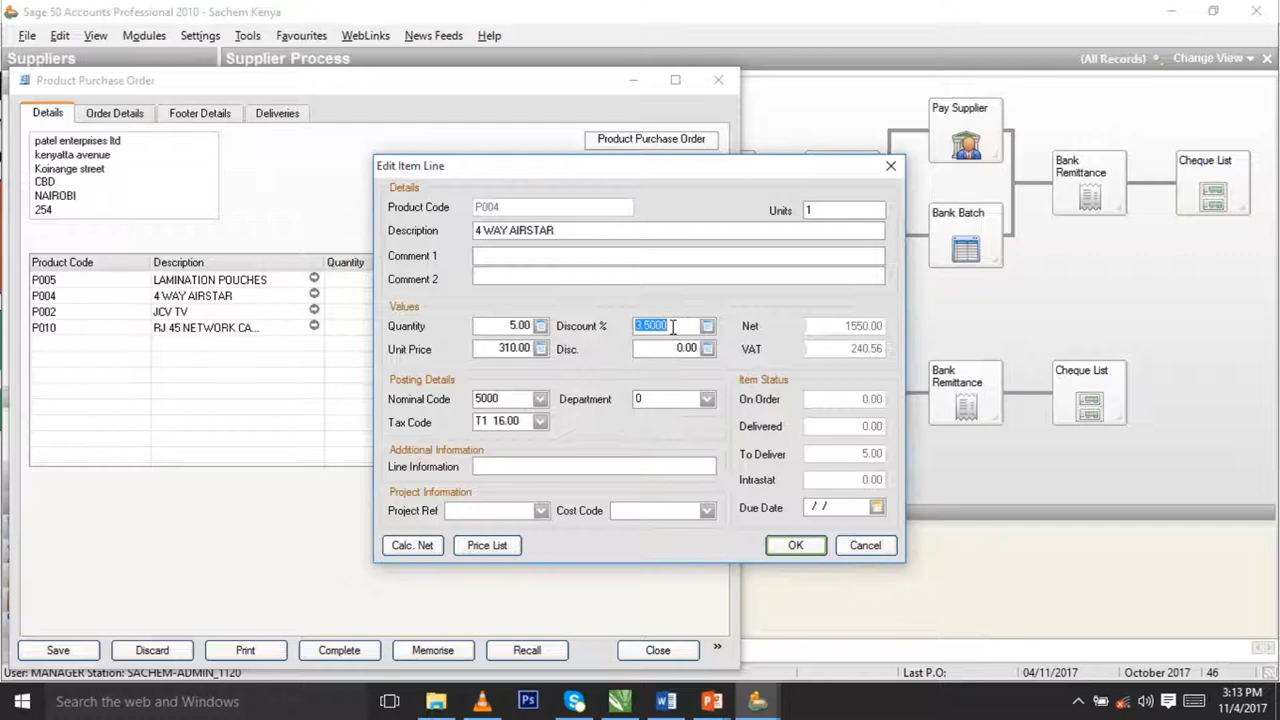 Sage 50 Accounts Professional 2010 - Sachem Kenya
File Edit View Modules Settings Tools Favourites WebLinks News Feeds Help
Suppliers Supplier Process (All Records) Change View
Product Purchase Order
Details Order Details Footer Details Deliveries
patel enterprises ltd
kenyatta avenue
Koinange street
CBD
NAIROBI
254
Product Purchase Order
Product Code Description Quantity
P005 LAMINATION POUCHES
P004 4 WAY AIRSTAR
P002 JCV TV
P010 RJ 45 NETWORK CA...
Edit Item Line
Details
Product Code P004 Units 1
Description 4 WAY AIRSTAR
Comment 1
Comment 2
Values
Quantity 5.00 Discount % 3.5000 Net 1550.00
Unit Price 310.00 Disc. 0.00 VAT 240.56
Posting Details Item Status
Nominal Code 5000 Department 0 On Order 0.00
Tax Code T1 16.00 Delivered 0.00
Additional Information To Deliver 5.00
Line Information Intrastat 0.00
Project Information
Project Ref Cost Code Due Date / /
Calc. Net Price List OK Cancel
Save Discard Print Complete Memorise Recall Close »
Pay Supplier
Bank Remittance
Cheque List
Bank Batch
Bank Remittance
Cheque List
User: MANAGER Station: SACHEM-ADMIN_1120 Last P.O: 04/11/2017 October 2017 46
Search the web and Windows
3:13 PM
11/4/2017